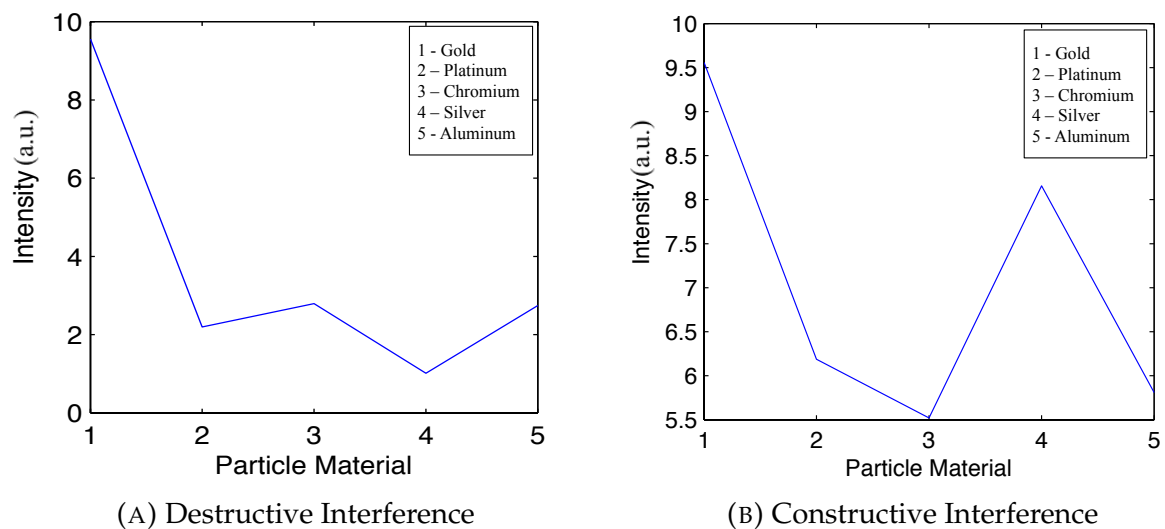 10
8
6
4
2
0
Intensity (a.u.)
1 - Gold
2 – Platinum
3 – Chromium
4 – Silver
5 - Aluminum
1 2 3 4 5
Particle Material
(A) Destructive Interference
10
9.5
9
8.5
8
7.5
7
6.5
6
5.5
Intensity (a.u.)
1 - Gold
2 – Platinum
3 – Chromium
4 – Silver
5 - Aluminum
1 2 3 4 5
Particle Material
(B) Constructive Interference